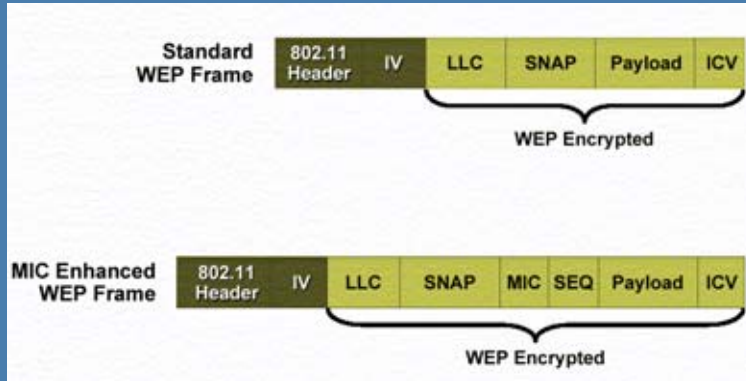 Standard
WEP Frame
802.11
Header
IV
LLC
SNAP
Payload
ICV
WEP Encrypted
MIC Enhanced
WEP Frame
802.11
Header
IV
LLC
SNAP
MIC
SEQ
Payload
ICV
WEP Encrypted